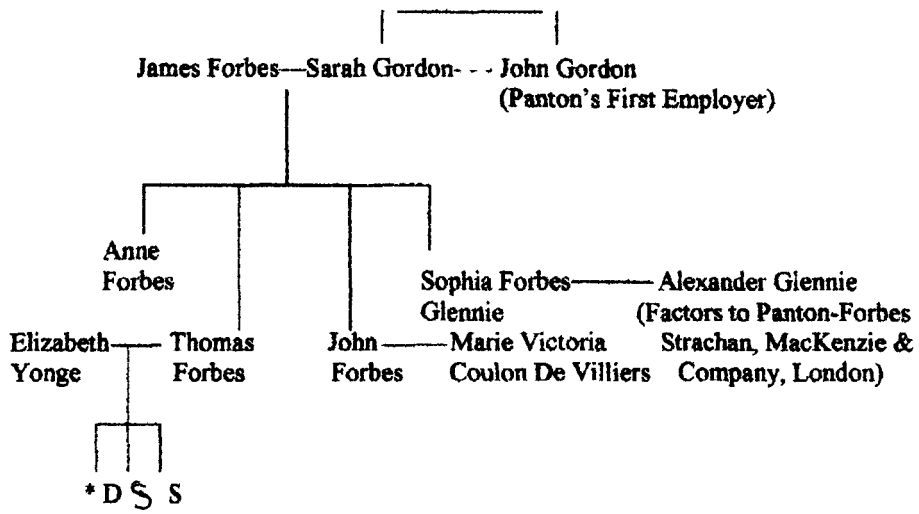 James Forbes—Sarah Gordon- - - John Gordon
(Panton's First Employer)
Anne
Forbes
Sophia Forbes——Alexander Glennie
Glennie (Factors to Panton-Forbes
Elizabeth — Thomas John —— Marie Victoria Strachan, MacKenzie &
Yonge Forbes Forbes Coulon De Villiers Company, London)
*D S S